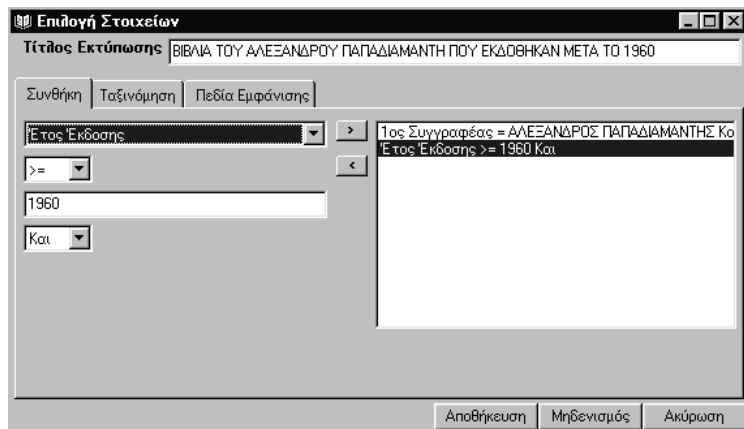 Επιλογή Στοιχείων
Τίτλος Εκτύπωσης ΒΙΒΛΙΑ ΤΟΥ ΑΛΕΞΑΝΔΡΟΥ ΠΑΠΑΔΙΑΜΑΝΤΗ ΠΟΥ ΕΚΔΟΘΗΚΑΝ ΜΕΤΑ ΤΟ 1960
Συνθήκη Ταξινόμηση Πεδία Εμφάνισης
Έτος Έκδοσης > 1ος Συγγραφέας = ΑΛΕΞΑΝΔΡΟΣ ΠΑΠΑΔΙΑΜΑΝΤΗΣ Κα
Έτος Έκδοσης >= 1960 Και
>= <
1960
Και
Αποθήκευση Μηδενισμός Ακύρωση